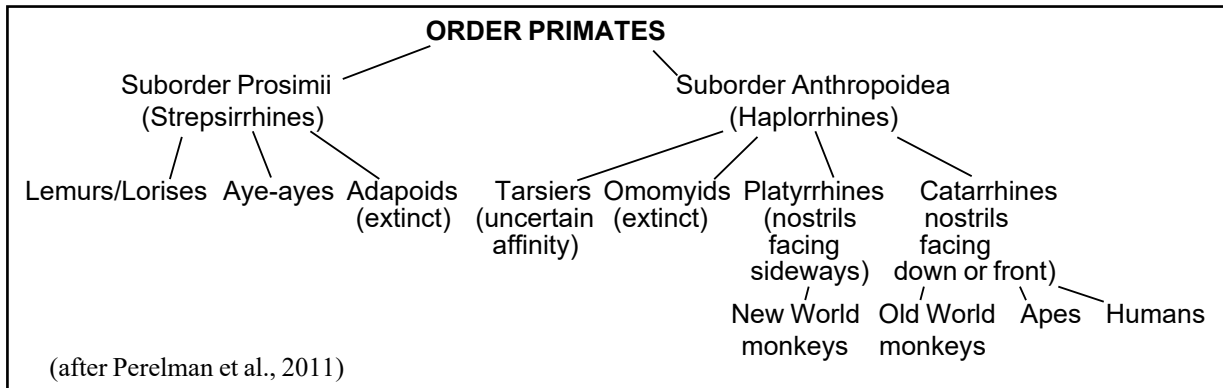 ORDER PRIMATES
Suborder Prosimii
(Strepsirrhines)
Suborder Anthropoidea
(Haplorrhines)
Lemurs/Lorises
Aye-ayes
Adapoids
(extinct)
Tarsiers
(uncertain
affinity)
Omomyids
(extinct)
Platyrrhines
(nostrils
facing
sideways)
Catarrhines
nostrils
facing
down or front)
New World
monkeys
Old World
monkeys
Apes
Humans
(after Perelman et al., 2011)